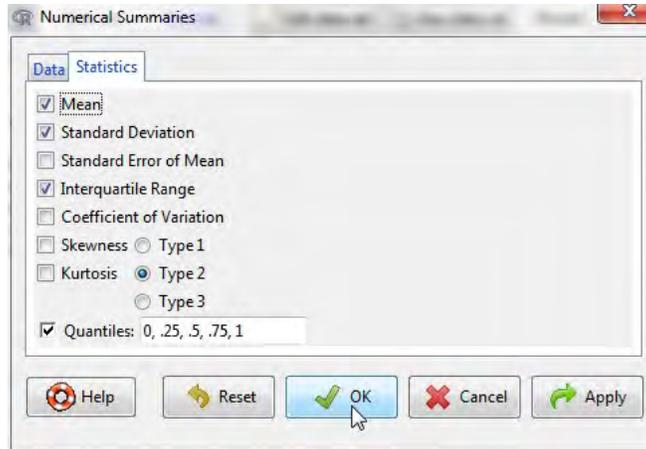 Numerical Summaries
Data Statistics
Mean
Standard Deviation
Standard Error of Mean
Interquartile Range
Coefficient of Variation
Skewness Type 1
Kurtosis Type 2
Type 3
Quantiles: 0, .25, .5, .75, 1
Help Reset OK Cancel Apply